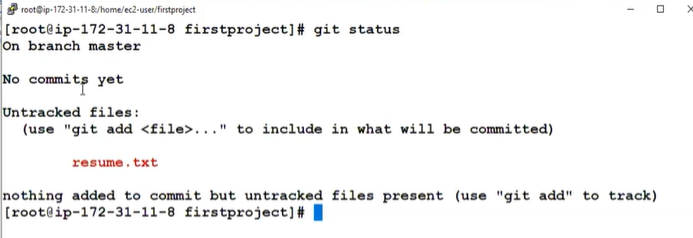 root@ip-172-31-11-8:/home/ec2-user/firstproject
[root@ip-172-31-11-8 firstproject]# git status
On branch master
No commits yet
Untracked files:
(use "git add <file>..." to include in what will be committed)
resume.txt
nothing added to commit but untracked files present (use "git add" to track)
[root@ip-172-31-11-8 firstproject]#